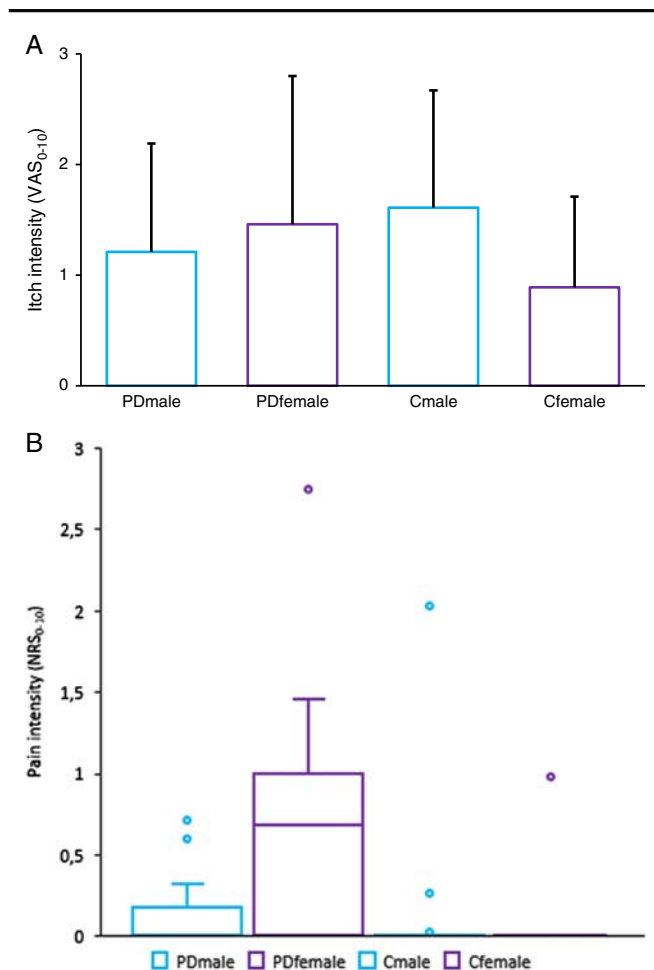 A
3
2
1
0
Itch intensity (VAS0-10)
PDmale PDfemale Cmale Cfemale
B
3
2,5
2
1,5
1
0,5
0
Pain intensity (NRS0-10)
PDmale PDfemale Cmale Cfemale